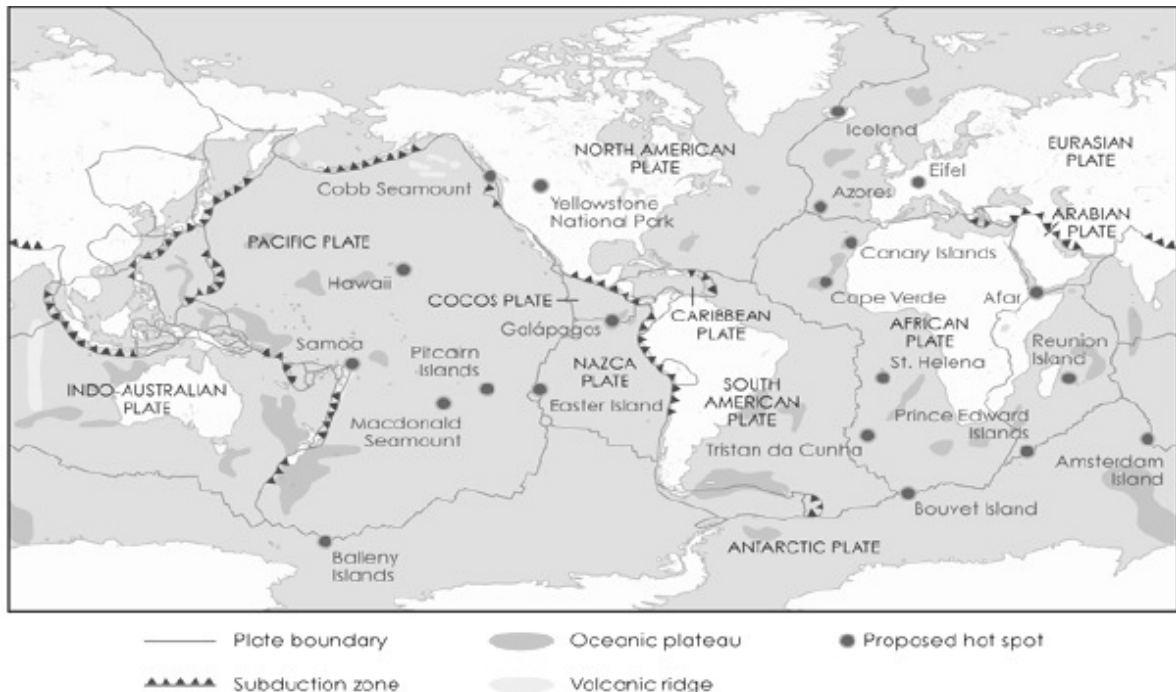 Iceland
NORTH AMERICAN
PLATE
EURASIAN
PLATE
Eifel
Cobb Seamount
Azores
Yellowstone
National Park
ARABIAN
PLATE
PACIFIC PLATE
Canary Islands
Hawaii
COCOS PLATE
Cape Verde
Afar
CARIBBEAN
PLATE
Galápagos
AFRICAN
PLATE
Samoa
Pitcairn
Islands
NAZCA
PLATE
St. Helena
Reunion
Island
INDO-AUSTRALIAN
PLATE
Easter Island
SOUTH
AMERICAN
PLATE
Macdonald
Seamount
Prince Edward
Islands
Tristan da Cunha
Amsterdam
Island
Bouvet Island
Balleny
Islands
ANTARCTIC PLATE
Plate boundary
Oceanic plateau
Proposed hot spot
Subduction zone
Volcanic ridge